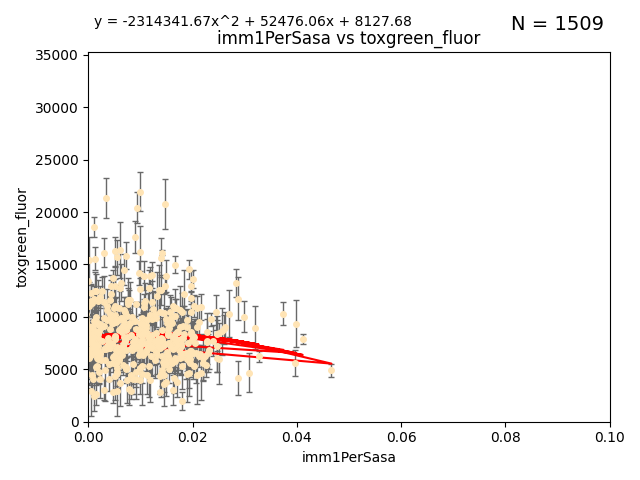 y = -2314341.67x^2 + 52476.06x + 8127.68
N = 1509
imm1PerSasa vs toxgreen_fluor
35000
30000
25000
20000
15000
10000
5000
0
toxgreen_fluor
0.00 0.02 0.04 0.06 0.08 0.10
imm1PerSasa